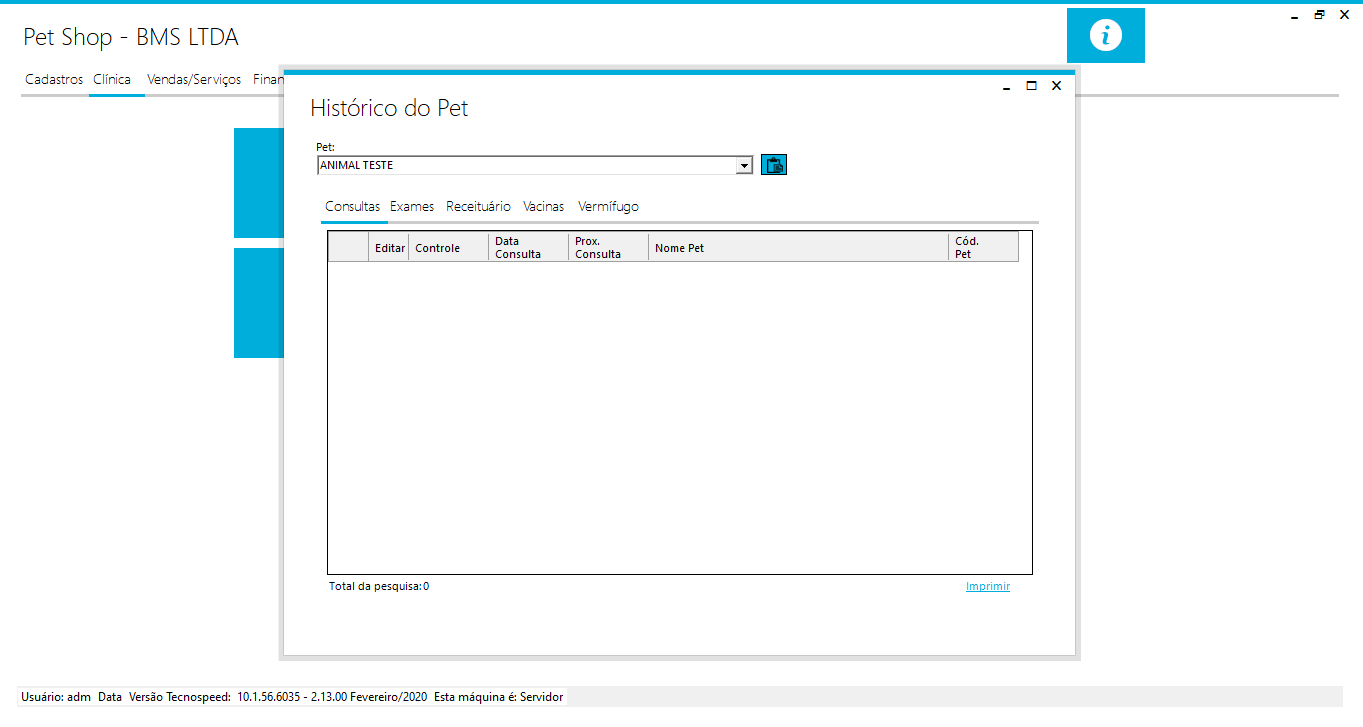 Pet Shop - BMS LTDA
Cadastros Clínica Vendas/Serviços Finan
Histórico do Pet
Pet:
ANIMAL TESTE
Consultas Exames Receituário Vacinas Vermífugo
Editar Controle Data Consulta Prox. Consulta Nome Pet Cód. Pet
Total da pesquisa: 0 Imprimir
Usuário: adm Data Versão Tecnospeed: 10.1.56.6035 - 2.13.00 Fevereiro/2020 Esta máquina é: Servidor